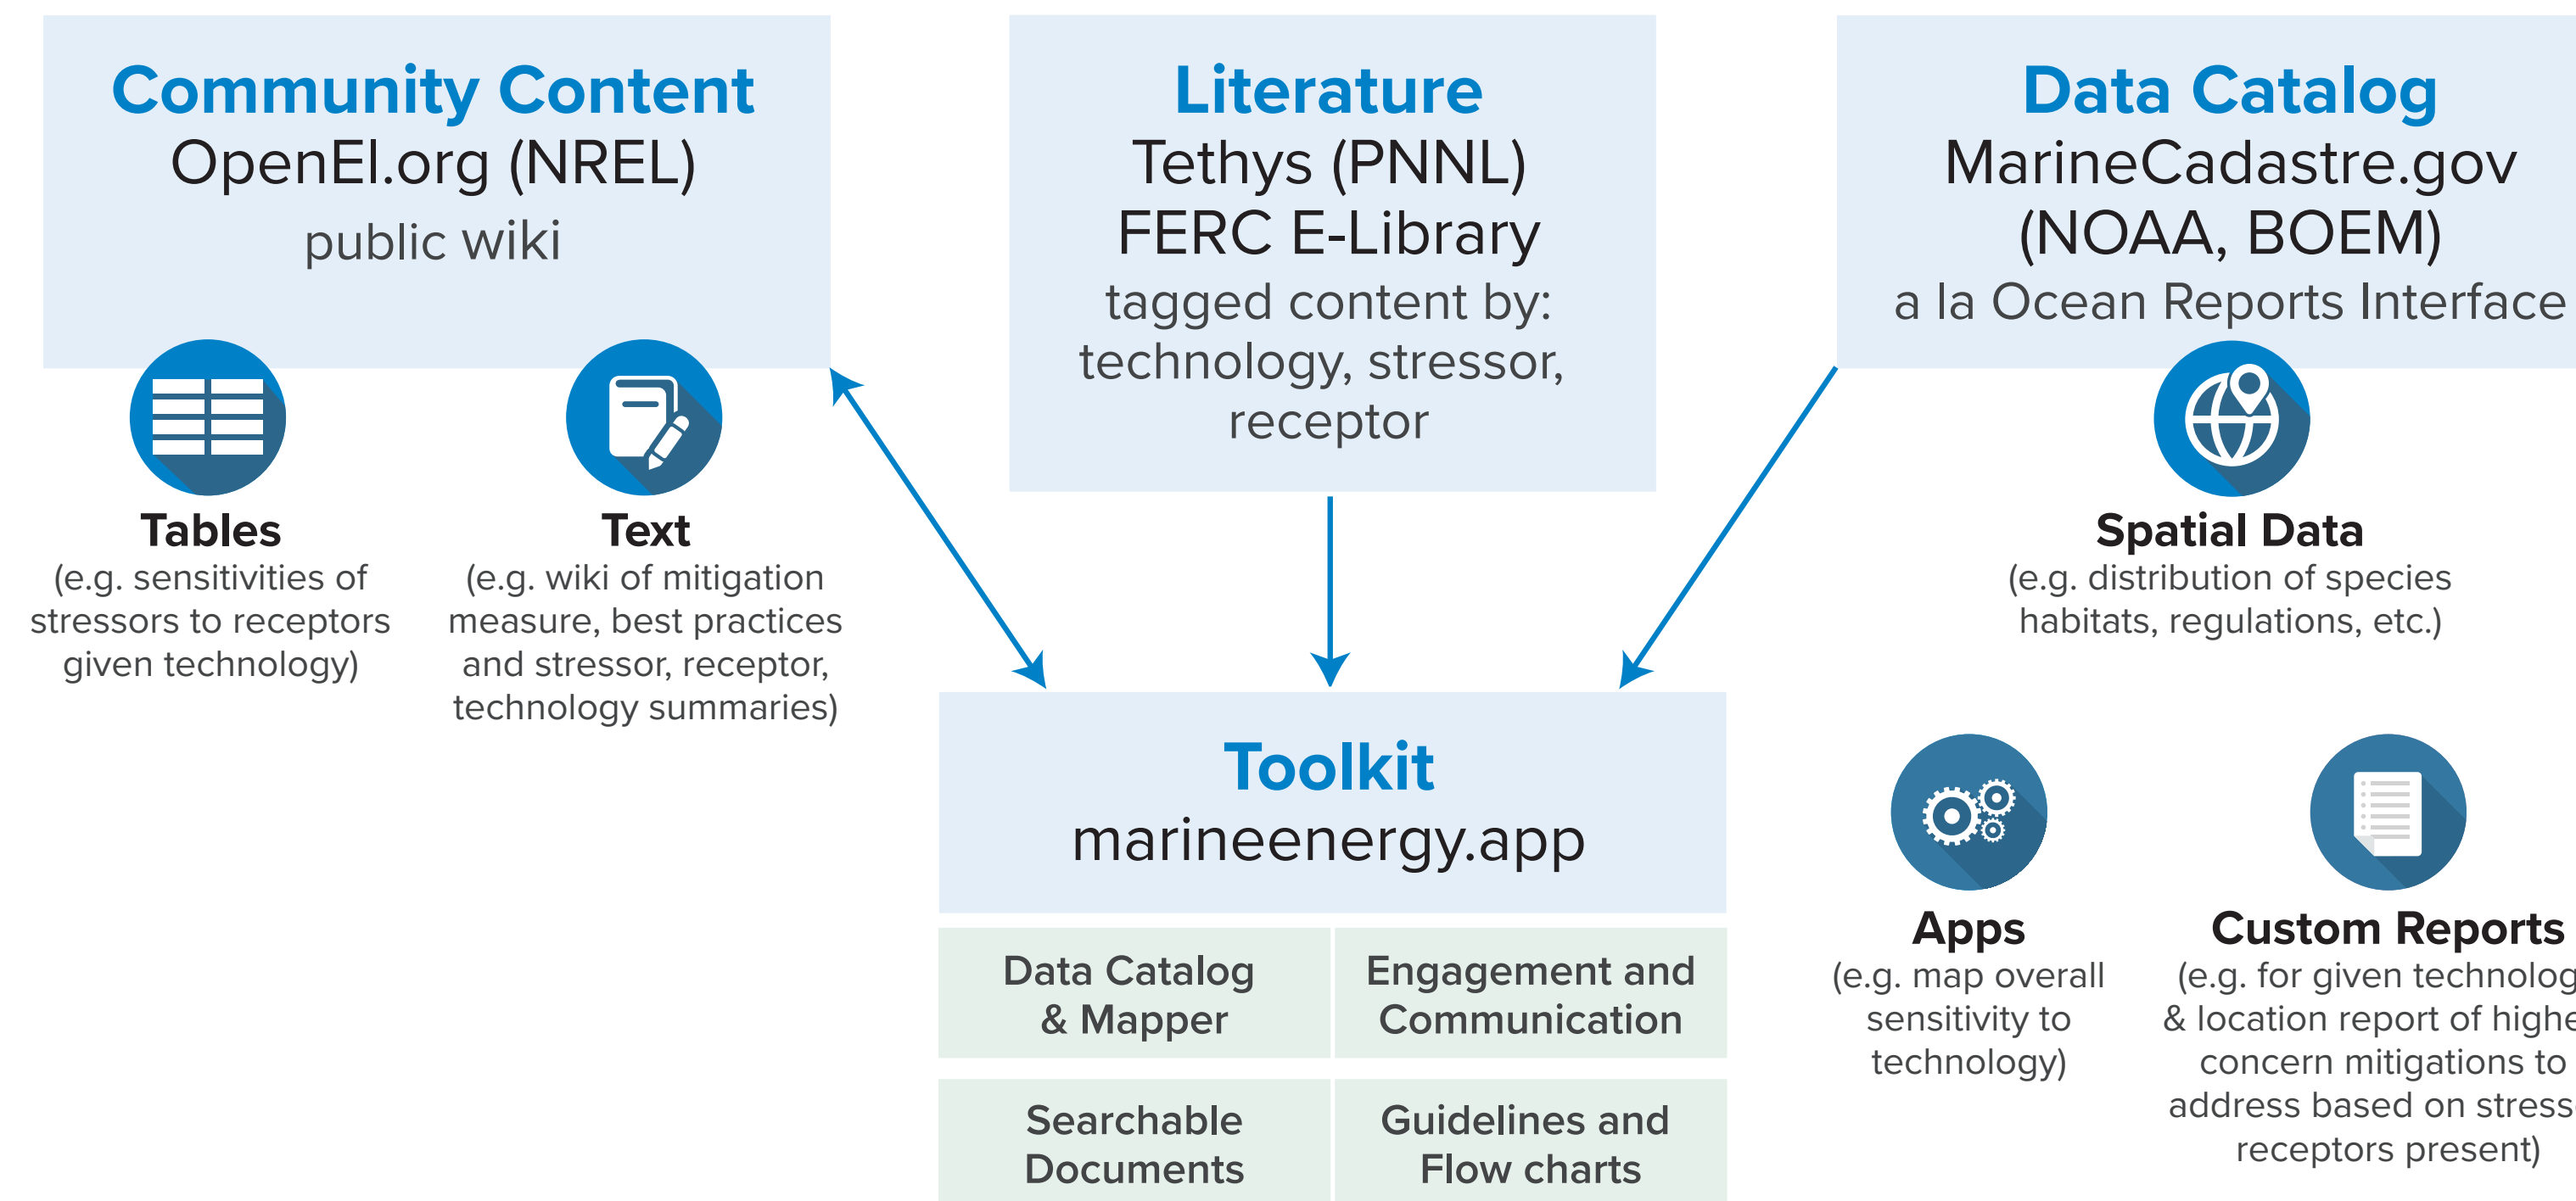 Community Content
OpenEl.org (NREL)
public wiki
Tables
(e.g. sensitivities of
stressors to receptors
given technology)
Text
(e.g. wiki of mitigation
measure, best practices
and stressor, receptor,
technology summaries)
Literature
Tethys (PNNL)
FERC E-Library
tagged content by:
technology, stressor,
receptor
Data Catalog
MarineCadastre.gov
(NOAA, BOEM)
a la Ocean Reports Interface
Spatial Data
(e.g. distribution of species
habitats, regulations, etc.)
Toolkit
marineenergy.app
Data Catalog
& Mapper
Engagement and
Communication
Searchable
Documents
Guidelines and
Flow charts
Apps
(e.g. map overall
sensitivity to
technology)
Custom Reports
(e.g. for given
& location report of
concern mitigations to
address based on
receptors present)